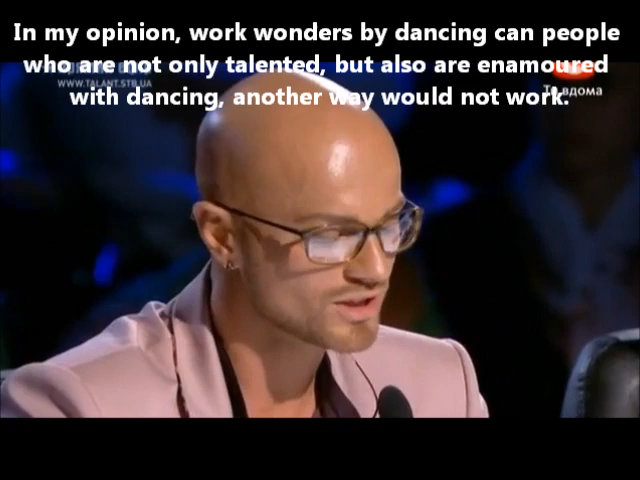 In my opinion, work wonders by dancing can people
who are not only talented, but also are enamoured
with dancing, another way would not work.
WWW.TALANT.STB.UA
вдома